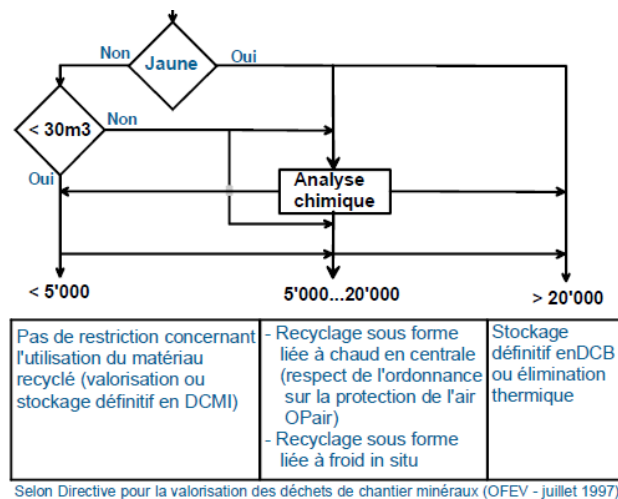 Non
Jaune
Oui
< 30m3
Non
Oui
Analyse
chimique
< 5'000
5'000...20'000
> 20'000
Pas de restriction concernant
l'utilisation du matériau
recyclé (valorisation ou
stockage définitif en DCMI)
- Recyclage sous forme
liée à chaud en centrale
(respect de l'ordonnance
sur la protection de l'air
OPair)
- Recyclage sous forme
liée à froid in situ
Stockage
définitif enDCB
ou élimination
thermique
Selon Directive pour la valorisation des déchets de chantier minéraux (OFEV - juillet 1997)